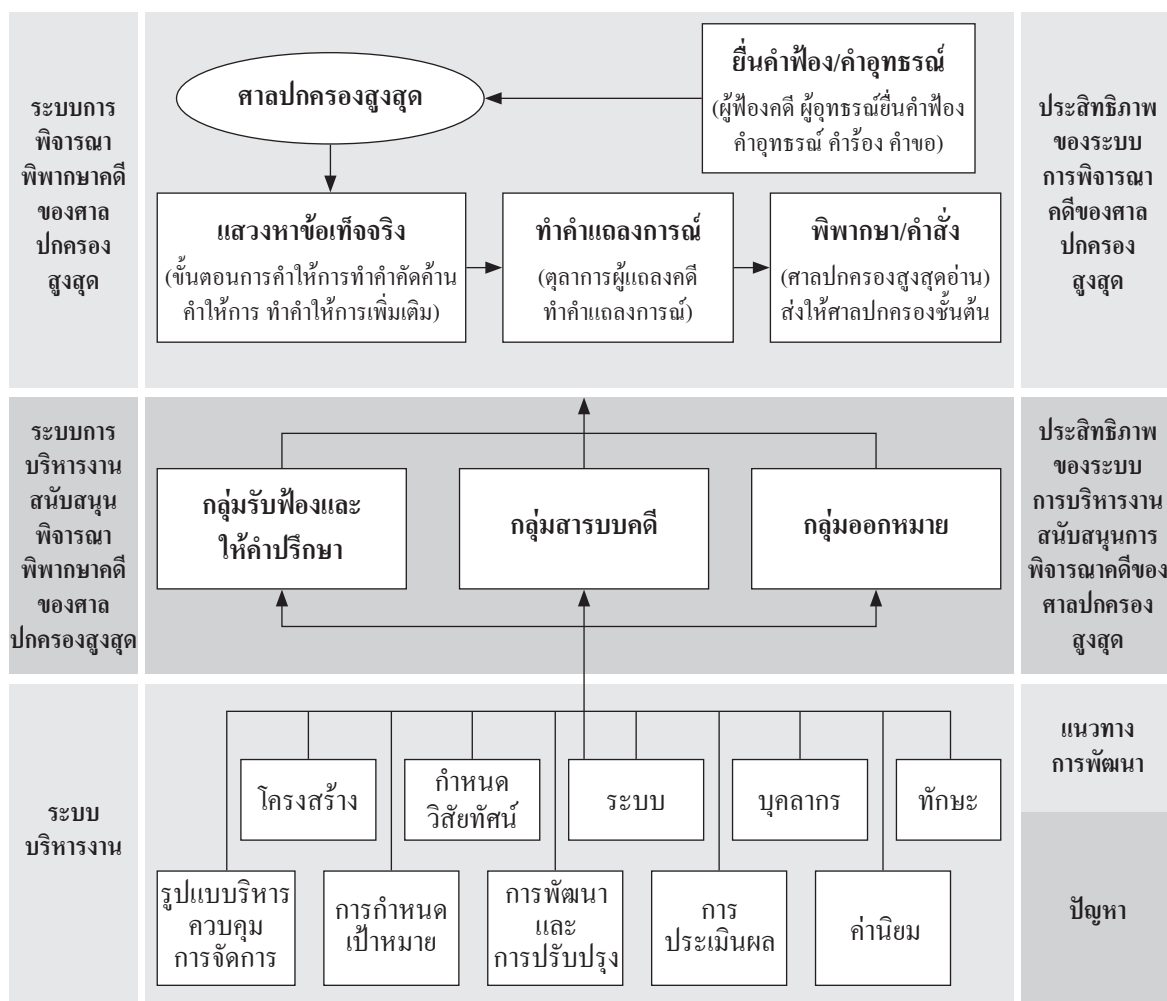 ระบบการ
พิจารณา
พิพากษาคดี
ของศาล
ปกครอง
สูงสุด
ศาลปกครองสูงสุด
ยื่นคำฟ้อง/คำอุทธรณ์
(ผู้ฟ้องคดี ผู้อุทธรณ์ยื่นคำฟ้อง
คำอุทธรณ์ คำร้อง คำขอ)
แสวงหาข้อเท็จจริง
(ขั้นตอนการคำให้การทำคำคัดค้าน
คำให้การ ทำคำให้การเพิ่มเติม)
ทำคำแถลงการณ์
(ตุลาการผู้แถลงคดี
ทำคำแถลงการณ์)
พิพากษา/คำสั่ง
(ศาลปกครองสูงสุดอ่าน)
ส่งให้ศาลปกครองชั้นต้น
ประสิทธิภาพ
ของระบบ
การพิจารณา
คดีของศาล
ปกครอง
สูงสุด
ระบบการ
บริหารงาน
สนับสนุน
พิจารณา
พิพากษาคดี
ของศาล
ปกครองสูงสุด
กลุ่มรับฟ้องและ
ให้คำปรึกษา
กลุ่มสารบบคดี
กลุ่มออกหมาย
ประสิทธิภาพ
ของระบบ
การบริหารงาน
สนับสนุนการ
พิจารณาคดีของ
ศาลปกครอง
สูงสุด
ระบบ
บริหารงาน
โครงสร้าง
กำหนด
วิสัยทัศน์
ระบบ
บุคลากร
ทักษะ
รูปแบบบริหาร
ควบคุม
การจัดการ
การกำหนด
เป้าหมาย
การพัฒนา
และ
การปรับปรุง
การ
ประเมินผล
ค่านิยม
แนวทาง
การพัฒนา
ปัญหา